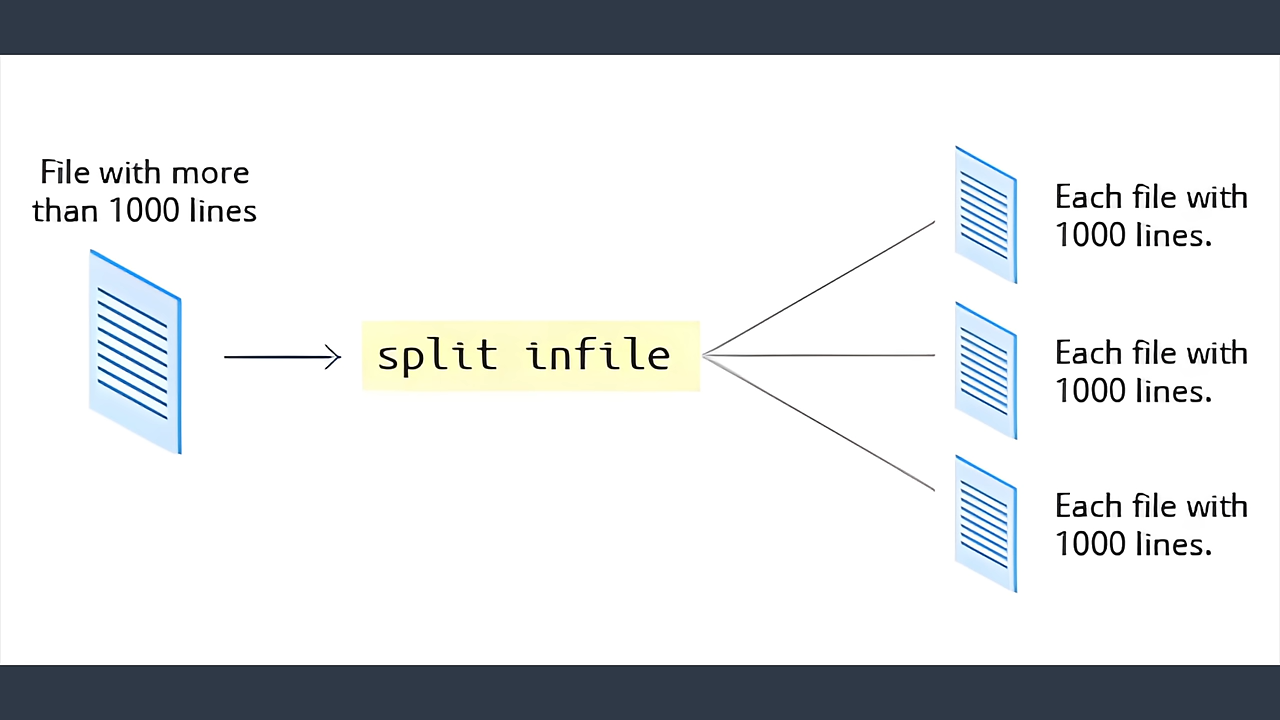 File with more
than 1000 lines
split infile
Each file with
1000 lines.
Each file with
1000 lines.
Each file with
1000 lines.